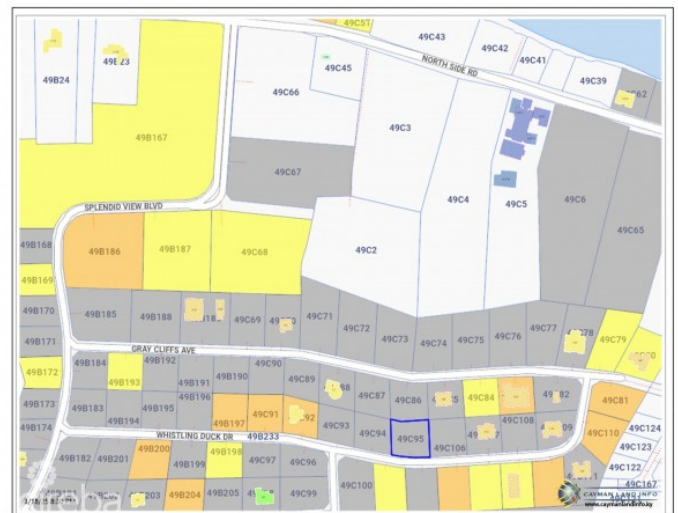 49C51
49C43
49B24
49C42
49C41
49C45
NORTH SIDE RD
49C39
49C66
49B167
49C3
49C67
49C4
49C5
49C6
49C65
SPLENDID VIEW BLVD
49B168
49B186
49B187
49C68
49C2
49B169
49B170
49B185
49B188
49C69
49C71
49C72
49C73
49C74
49C75
49C76
49C77
49C79
49B171
GRAY CLIFFS AVE
49B184
49B192
49C90
49B172
49B193
49B191
49B190
49C89
49C87
49C86
49C84
49B173
49B183
49B195
49B196
49C91
49C81
49B174
49B194
49B197
49C93
49C94
49C95
49C106
49C108
49C110
49C124
WHISTLING DUCK DR
49B233
49C123
49B182
49B201
49B200
49B199
49B198
49C97
49C96
49C122
49B204
49B205
49C99
49C100
49C167
CAYMAN LAND INFO
www.caymanlandinfo.ky